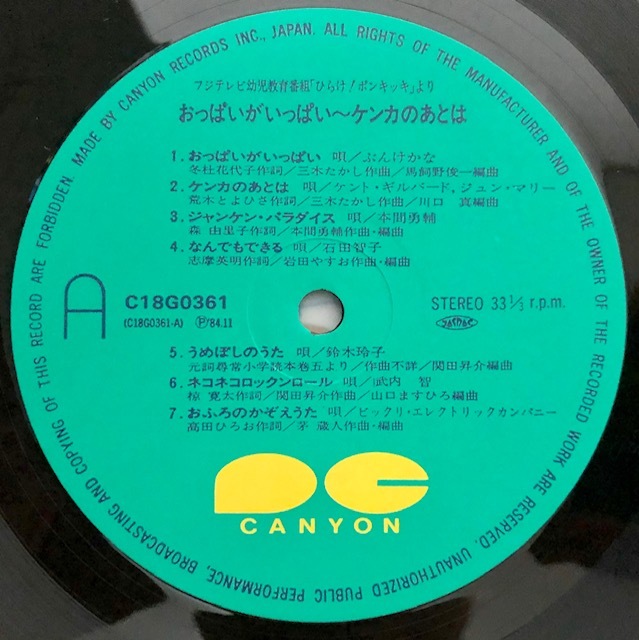 MADE BY CANYON RECORDS INC., JAPAN. ALL RIGHTS OF THE MANUFACTURER AND OF THE OWNER OF THE RECORDED WORK ARE RESERVED. UNAUTHORIZED PUBLIC PERFORMANCE, BROADCASTING AND COPYING OF THIS RECORD ARE FORBIDDEN.
フジテレビ幼児教育番組「ひらけ!ポンキッキ」より
おっぱいがいっぱい〜ケンカのあとは
1. おっぱいがいっぱい 唄/ぶんけかな
冬杜花代子作詞/三木たかし作曲/馬飼野俊一編曲
2. ケンカのあとは 唄/ケント・ギルバード, ジュン・マリー
荒木とよひさ作詞/三木たかし作曲/川口 真編曲
3. ジャンケン・パラダイス 唄/本間勇輔
森 由里子作詞/本間勇輔作曲・編曲
4. なんでもできる 唄/石田智子
志摩英明作詞/岩田やすお作曲・編曲
A
C18G0361
(C18G0361-A) Ⓟ'84.11
STEREO 33 1/3 r.p.m.
JASRAC
5. うめぼしのうた 唄/鈴木玲子
元詞尋常小学読本巻五より/作曲不詳/関田昇介編曲
6. ネコネコロックンロール 唄/武内 智
椋 寛太作詞/関田昇介作曲/山口ますひろ編曲
7. おふろのかぞえうた 唄/ビックリ・エレクトリックカンパニー
高田ひろお作詞/茅 蔵人作曲・編曲
CANYON